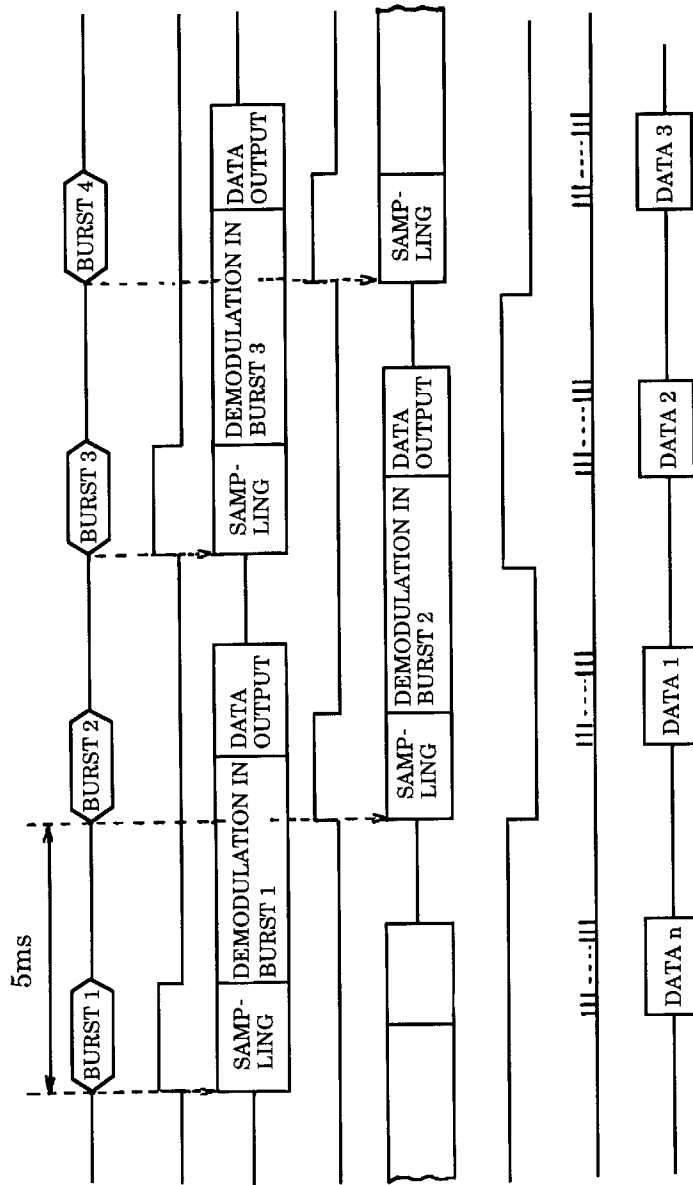 5ms
BURST 1
BURST 2
BURST 3
BURST 4
SAMP-
LING
DEMODULATION IN
BURST 1
DATA
OUTPUT
SAMP-
LING
DEMODULATION IN
BURST 3
DATA
OUTPUT
SAMP-
LING
DEMODULATION IN
BURST 2
DATA
OUTPUT
SAMP-
LING
DATA n
DATA 1
DATA 2
DATA 3